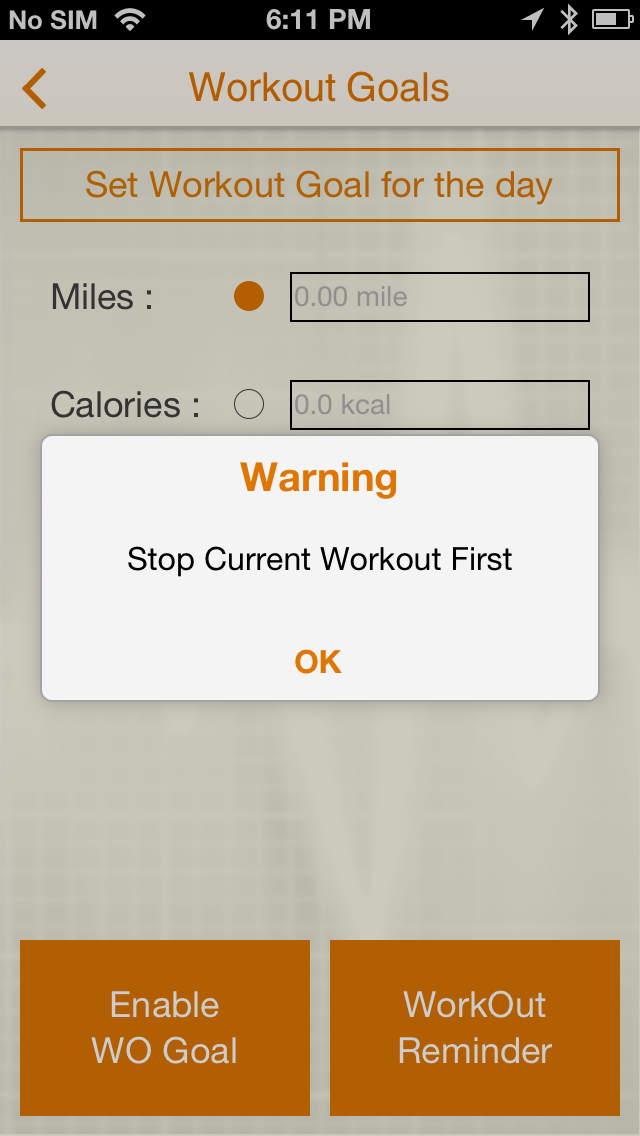 No SIM 6:11 PM
Workout Goals
Set Workout Goal for the day
Miles : 0.00 mile
Calories : 0.0 kcal
Warning
Stop Current Workout First
OK
Enable
WO Goal
WorkOut
Reminder